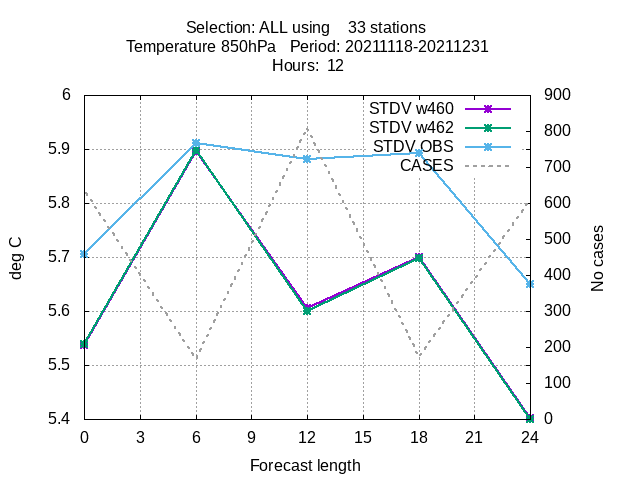 Selection: ALL using    33 stations
Temperature 850hPa   Period: 20211118-20211231
Hours:  12
6
5.9
5.8
5.7
5.6
5.5
5.4
deg C
STDV w460
STDV w462
STDV OBS
CASES
900
800
700
600
500
400
300
200
100
0
No cases
0 3 6 9 12 15 18 21 24
Forecast length